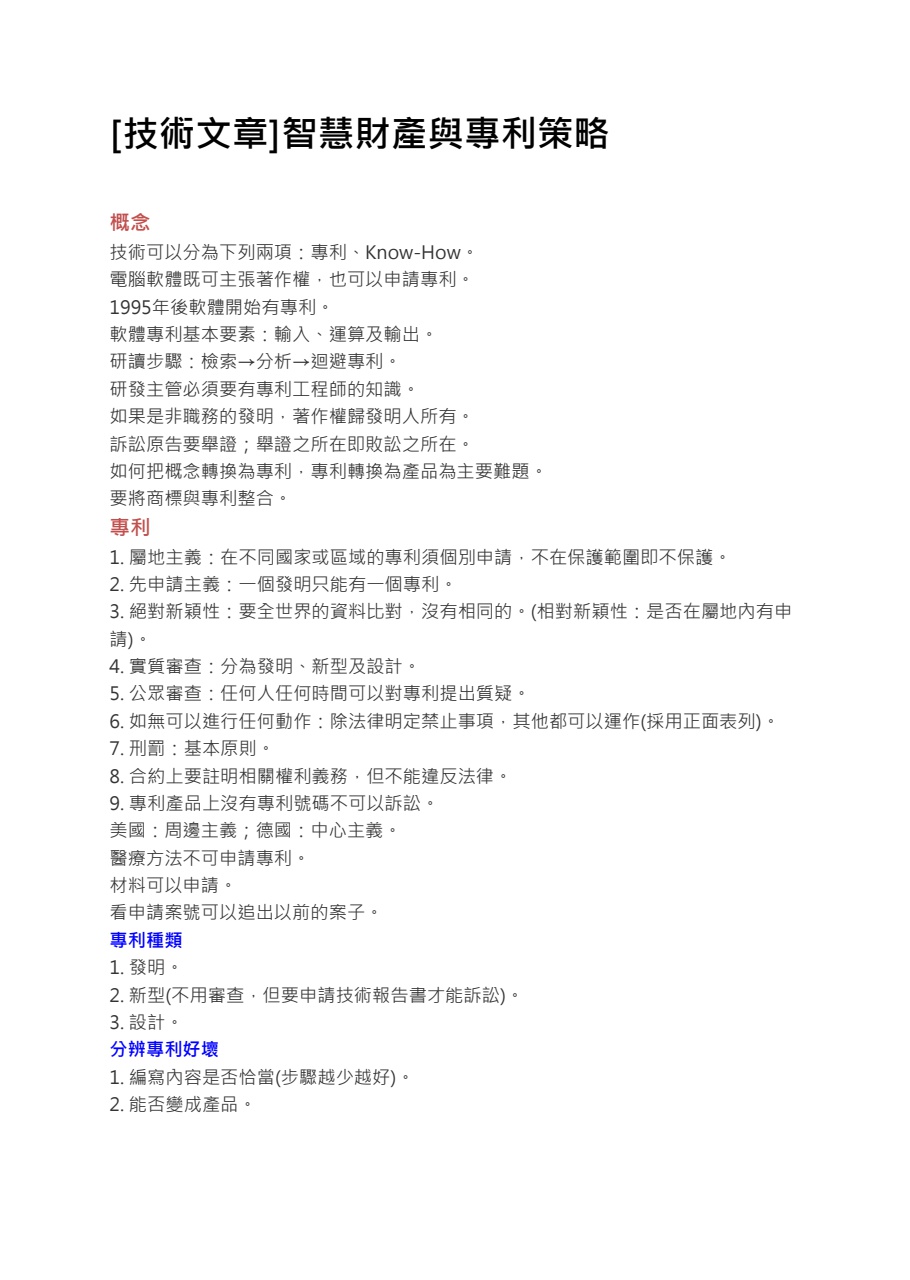 [技術文章]智慧財產與專利策略
概念
技術可以分為下列兩項：專利、Know-How。
電腦軟體既可主張著作權，也可以申請專利。
1995年後軟體開始有專利。
軟體專利基本要素：輸入、運算及輸出。
研讀步驟：檢索→分析→迴避專利。
研發主管必須要有專利工程師的知識。
如果是非職務的發明，著作權歸發明人所有。
訴訟原告要舉證；舉證之所在即敗訟之所在。
如何把概念轉換為專利，專利轉換為產品為主要難題。
要將商標與專利整合。
專利
1. 屬地主義：在不同國家或區域的專利須個別申請，不在保護範圍即不保護。
2. 先申請主義：一個發明只能有一個專利。
3. 絕對新穎性：要全世界的資料比對，沒有相同的。(相對新穎性：是否在屬地內有申
請)。
4. 實質審查：分為發明、新型及設計。
5. 公眾審查：任何人任何時間可以對專利提出質疑。
6. 如無可以進行任何動作：除法律明定禁止事項，其他都可以運作(採用正面表列)。
7. 刑罰：基本原則。
8. 合約上要註明相關權利義務，但不能違反法律。
9. 專利產品上沒有專利號碼不可以訴訟。
美國：周邊主義；德國：中心主義。
醫療方法不可申請專利。
材料可以申請。
看申請案號可以追出以前的案子。
專利種類
1. 發明。
2. 新型(不用審查，但要申請技術報告書才能訴訟)。
3. 設計。
分辨專利好壞
1. 編寫內容是否恰當(步驟越少越好)。
2. 能否變成產品。